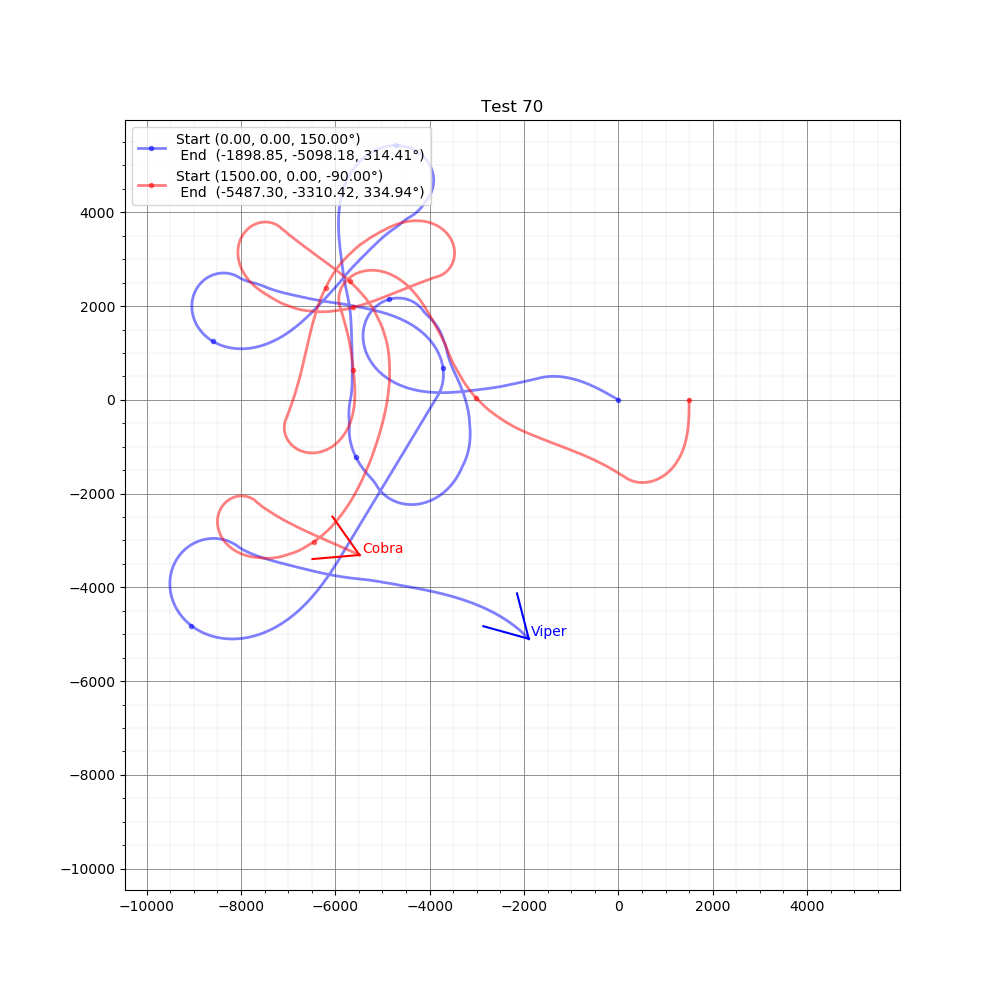 Test 70
Start (0.00, 0.00, 150.00°)
End (-1898.85, -5098.18, 314.41°)
Start (1500.00, 0.00, -90.00°)
End (-5487.30, -3310.42, 334.94°)
4000
2000
0
−2000
−4000
−6000
−8000
−10000
Cobra
Viper
−10000 −8000 −6000 −4000 −2000 0 2000 4000